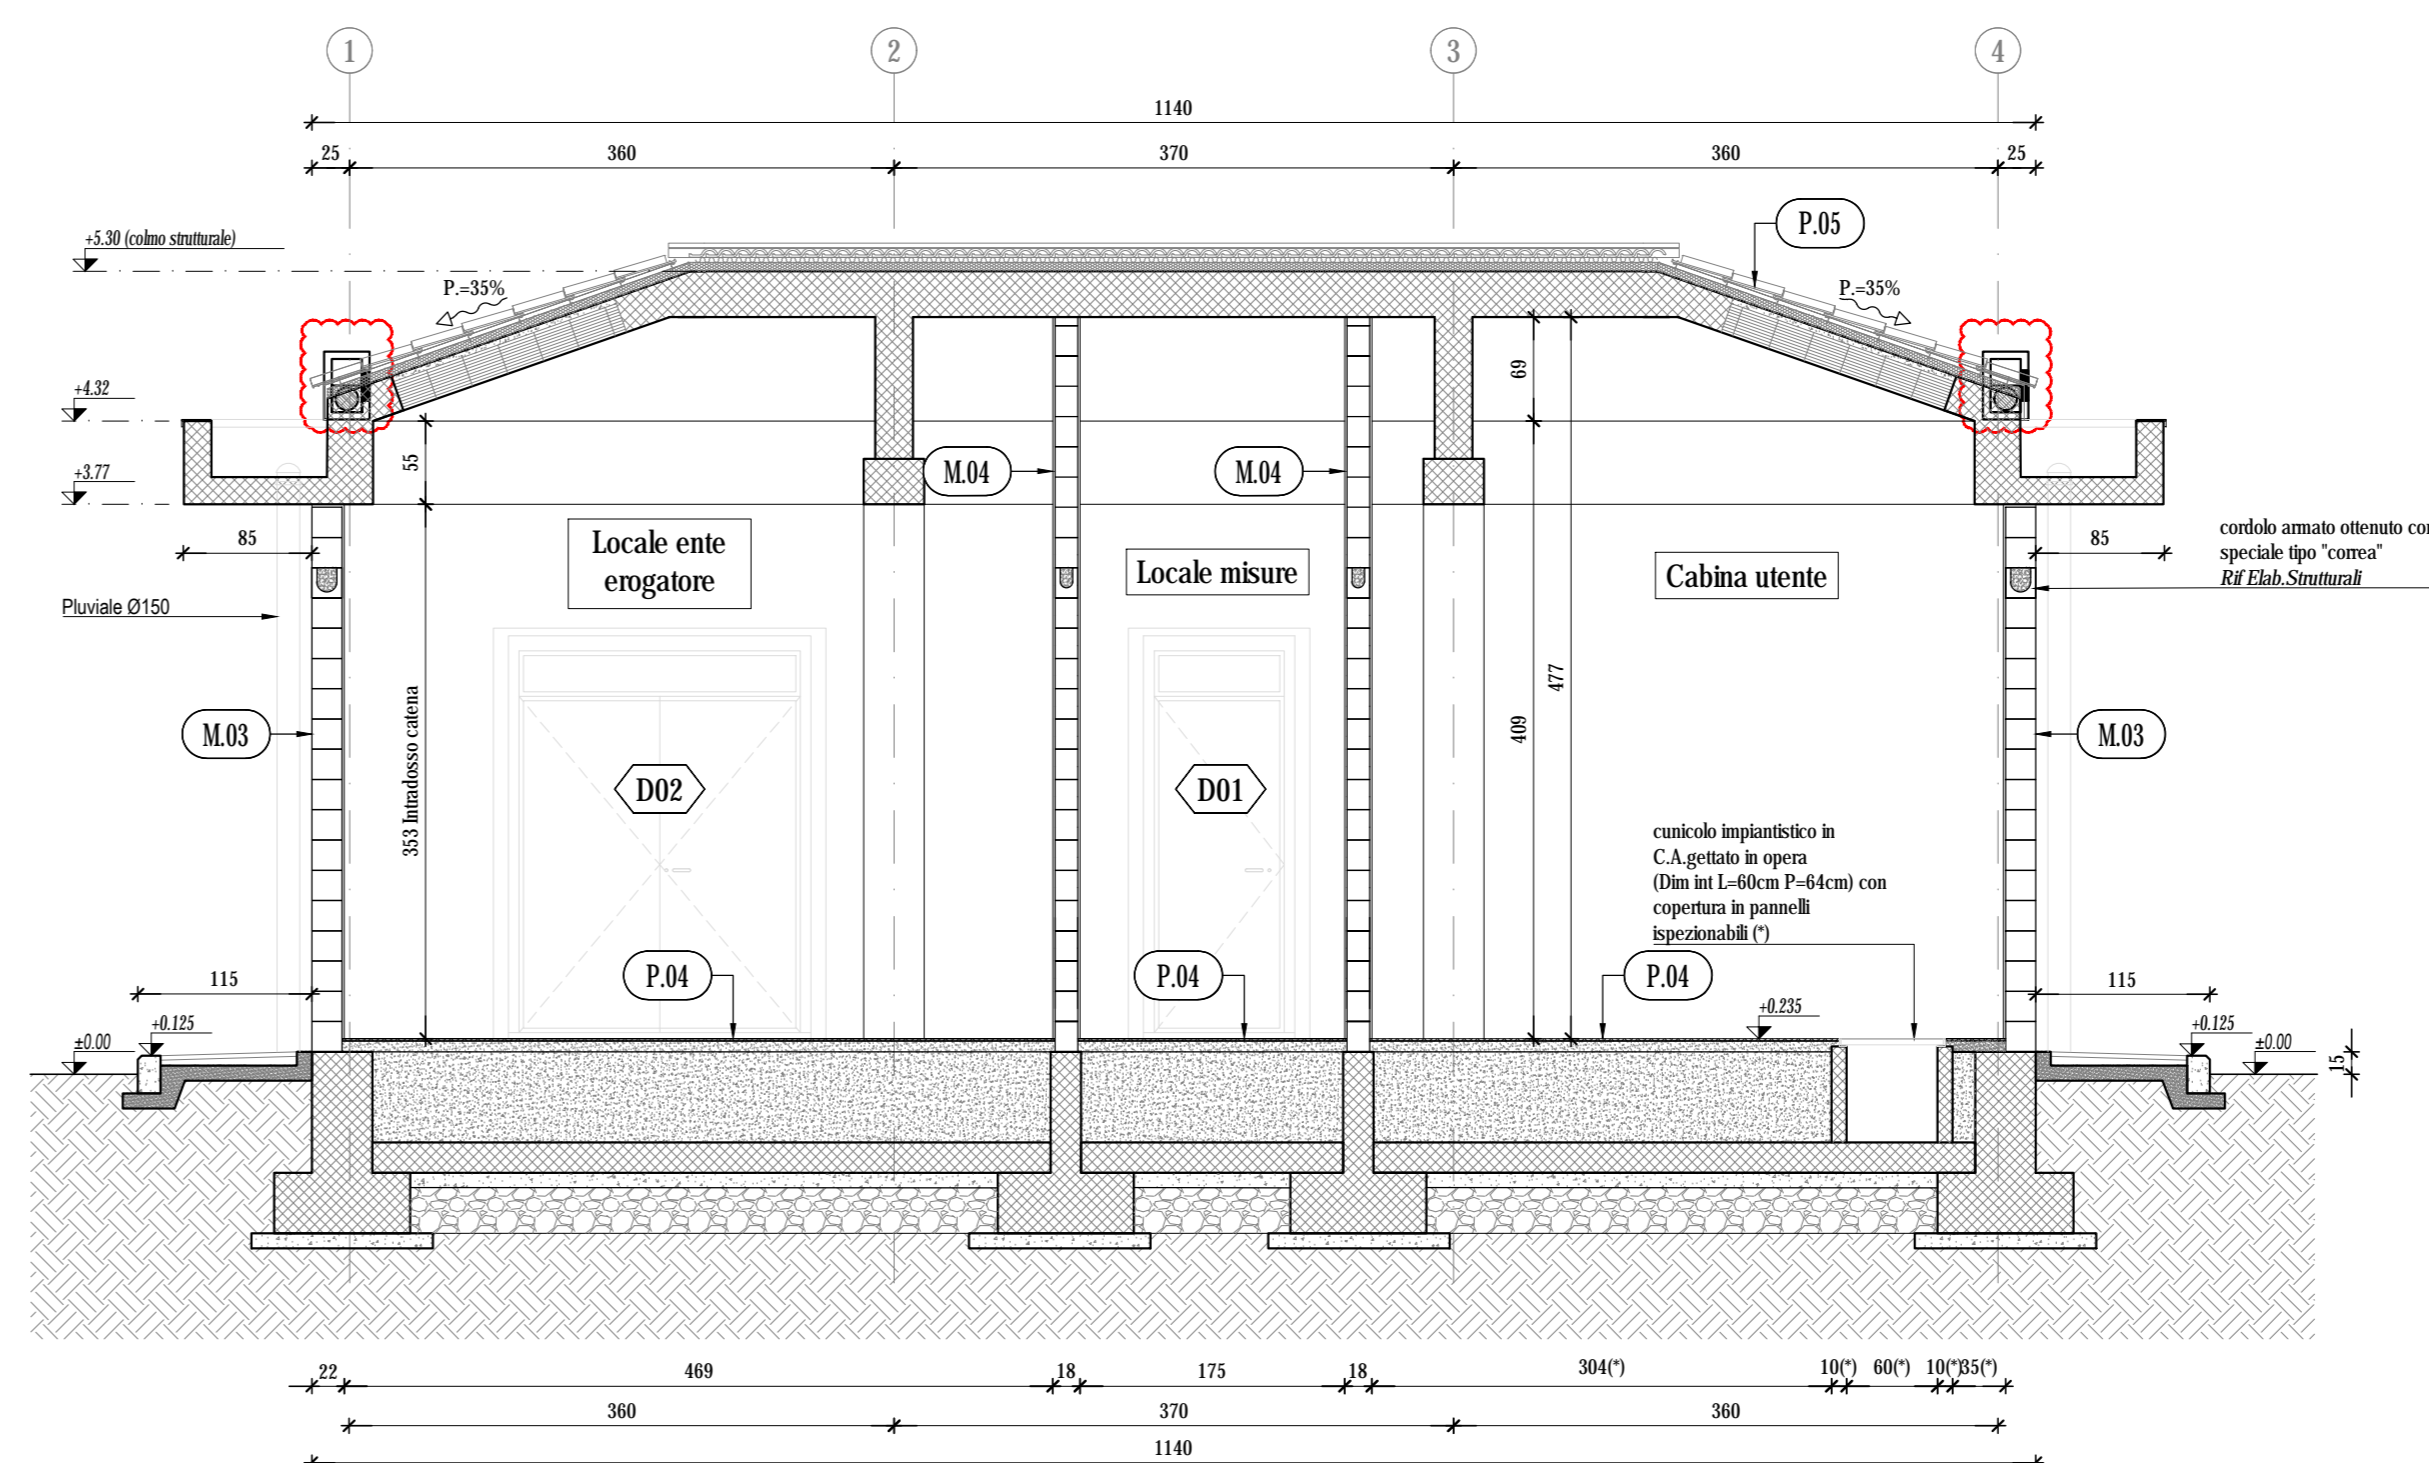 1 2 3 4
1140
25 360 370 360 25
P.05
+5.30 (colmo strutturale)
P.=35% P.=35%
+4.32
69
55
M.04 M.04
+3.77
85 85
Locale ente
erogatore
Locale misure
Cabina utente
cordolo armato ottenuto con
speciale tipo "correa"
Rif Elab.Strutturali
Pluviale Ø150
353 Intradosso catena
477
409
M.03 M.03
D02 D01
cunicolo impiantistico in
C.A.gettato in opera
(Dim int L=60cm P=64cm) con
copertura in pannelli
ispezionabili (*)
P.04 P.04 P.04
115 115
+0.235
+0.125 +0.125
±0.00 ±0.00
15
22 469 18 175 18 304(*) 10(*) 60(*) 10(*) 35(*)
360 370 360
1140